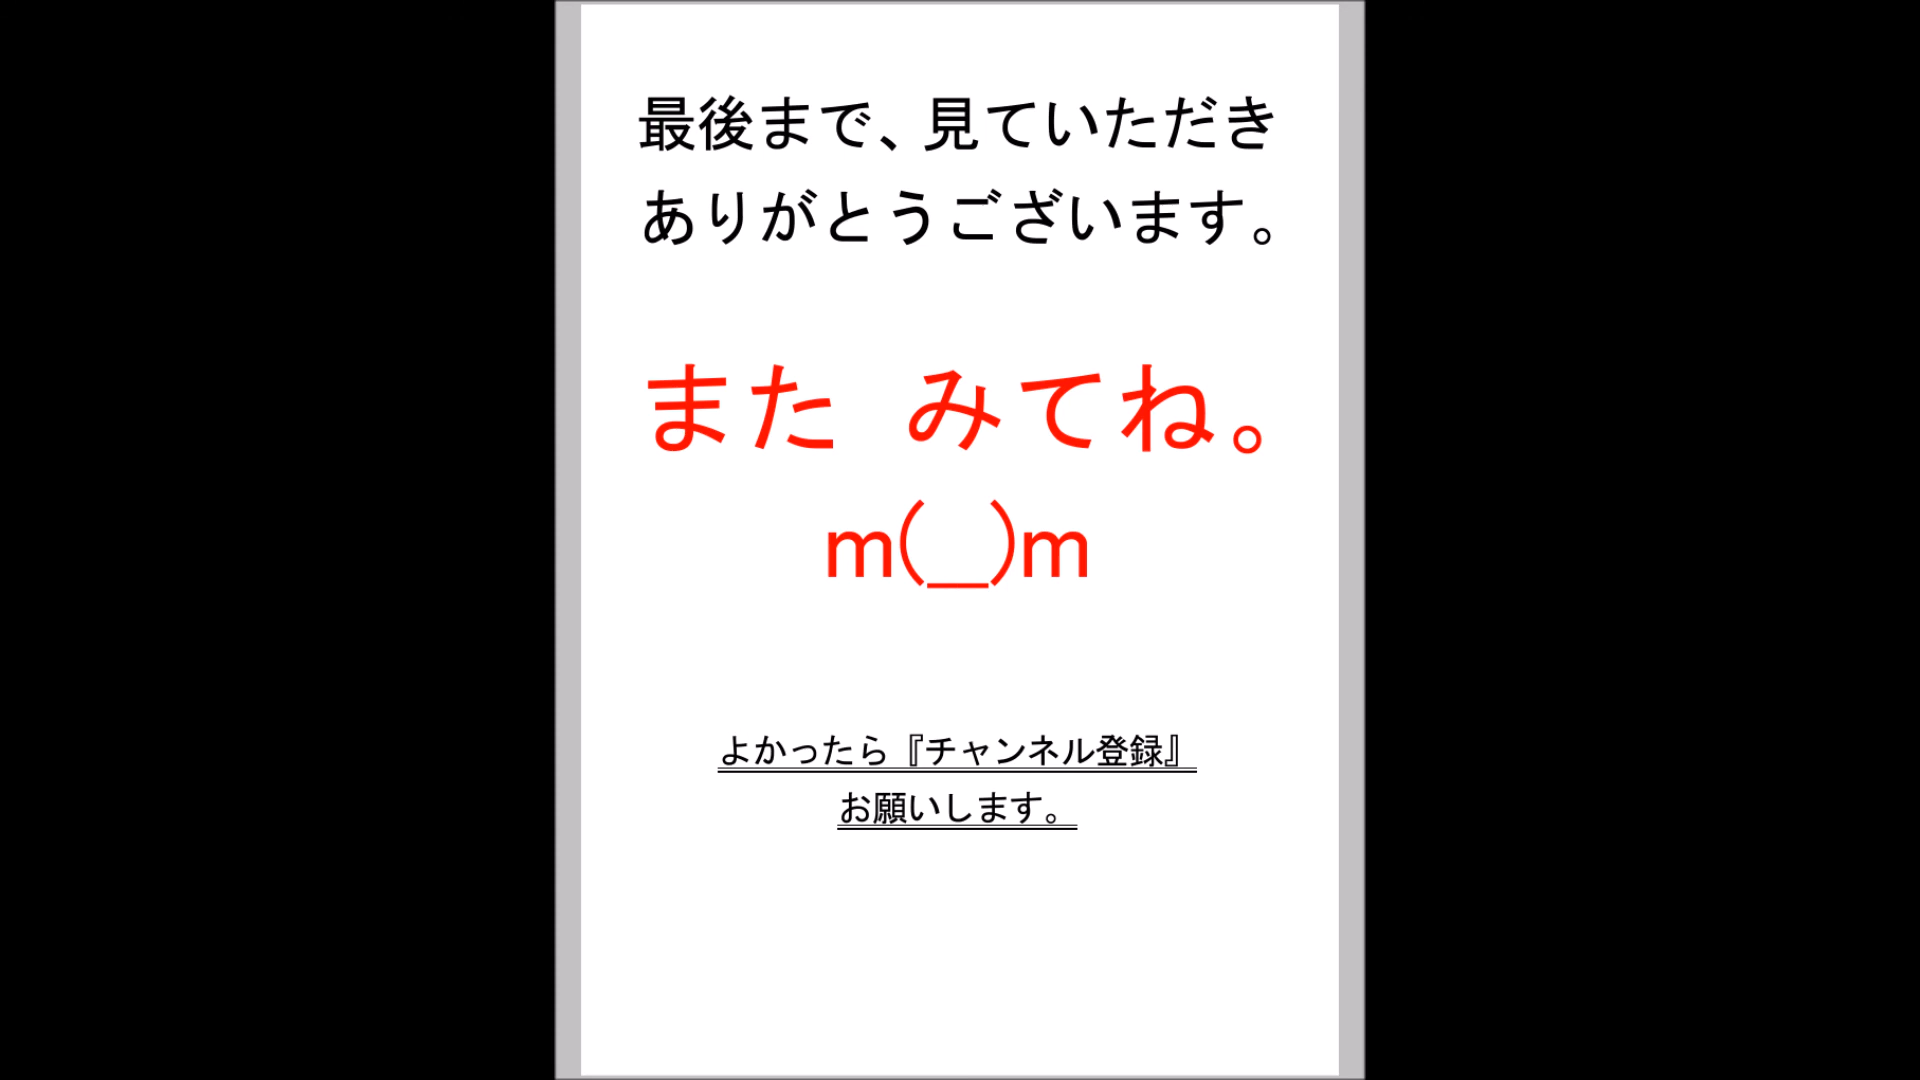 最後まで、見ていただき
ありがとうございます。
また みてね。
m(__)m
よかったら『チャンネル登録』
お願いします。